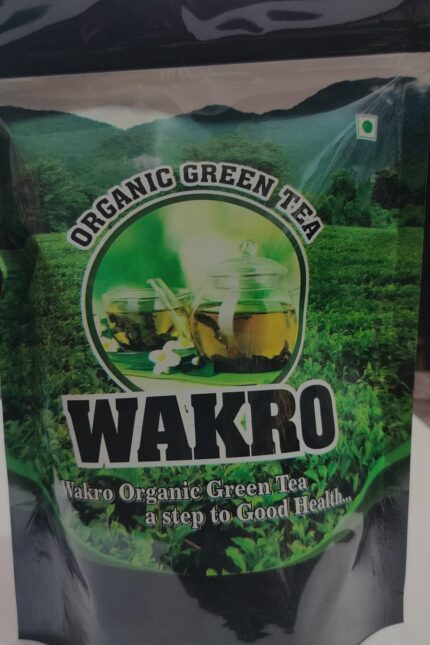 ORGANIC GREEN TEA
WAKRO
Wakro Organic Green Tea
a step to Good Health...